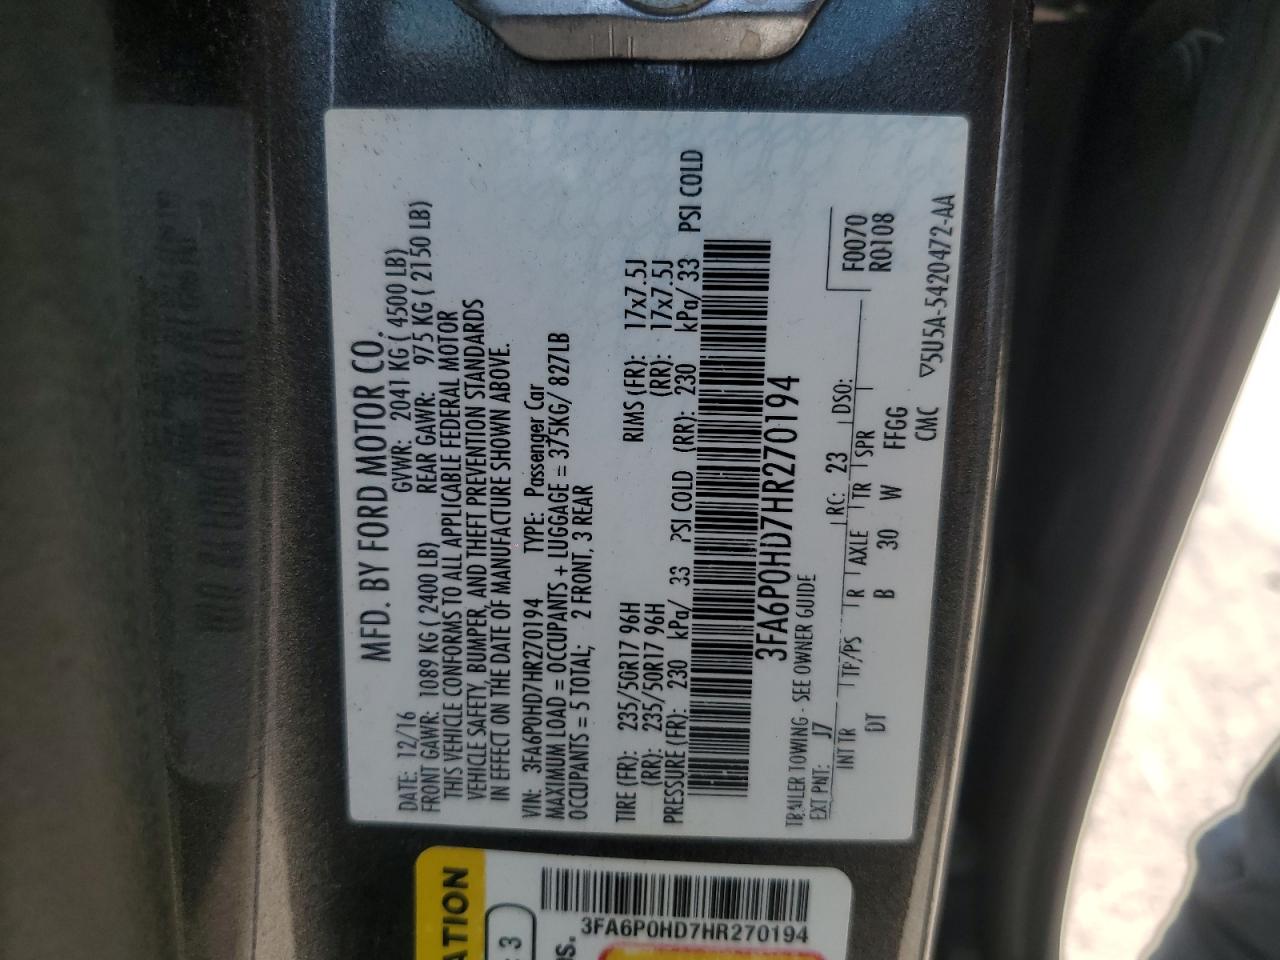 MFD. BY FORD MOTOR CO.
DATE: 12/16 GVWR: 2041 KG ( 4500 LB)
FRONT GAWR: 1089 KG ( 2400 LB) REAR GAWR: 975 KG ( 2150 LB)
THIS VEHICLE CONFORMS TO ALL APPLICABLE FEDERAL MOTOR
VEHICLE SAFETY, BUMPER, AND THEFT PREVENTION STANDARDS
IN EFFECT ON THE DATE OF MANUFACTURE SHOWN ABOVE.
VIN: 3FA6P0HD7HR270194 TYPE: Passenger Car
MAXIMUM LOAD = OCCUPANTS + LUGGAGE = 375KG/ 827LB
OCCUPANTS = 5 TOTAL; 2 FRONT, 3 REAR
TIRE (FR): 235/50R17 96H RIMS (FR): 17x7.5J
(RR): 235/50R17 96H (RR): 17x7.5J
PRESSURE (FR): 230 kPa/ 33 PSI COLD (RR): 230 kPa/ 33 PSI COLD
3FA6P0HD7HR270194
TRAILER TOWING - SEE OWNER GUIDE
EXT PNT: J7 RC: 23 DSO: F0070
INT TR TP/PS R AXLE TR SPR R0108
DT B 30 W FFGG
CMC ▽5U5A-5420472-AA
ATION
3
3FA6P0HD7HR270194
os.